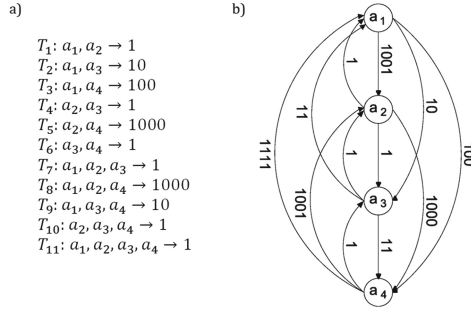 a)
T₁: a₁, a₂ → 1
T₂: a₁, a₃ → 10
T₃: a₁, a₄ → 100
T₄: a₂, a₃ → 1
T₅: a₂, a₄ → 1000
T₆: a₃, a₄ → 1
T₇: a₁, a₂, a₃ → 1
T₈: a₁, a₂, a₄ → 1000
T₉: a₁, a₃, a₄ → 10
T₁₀: a₂, a₃, a₄ → 1
T₁₁: a₁, a₂, a₃, a₄ → 1
b)
a₁
1
1001
11
10
a₂
1111
1
1
100
1001
1000
a₃
1
11
a₄